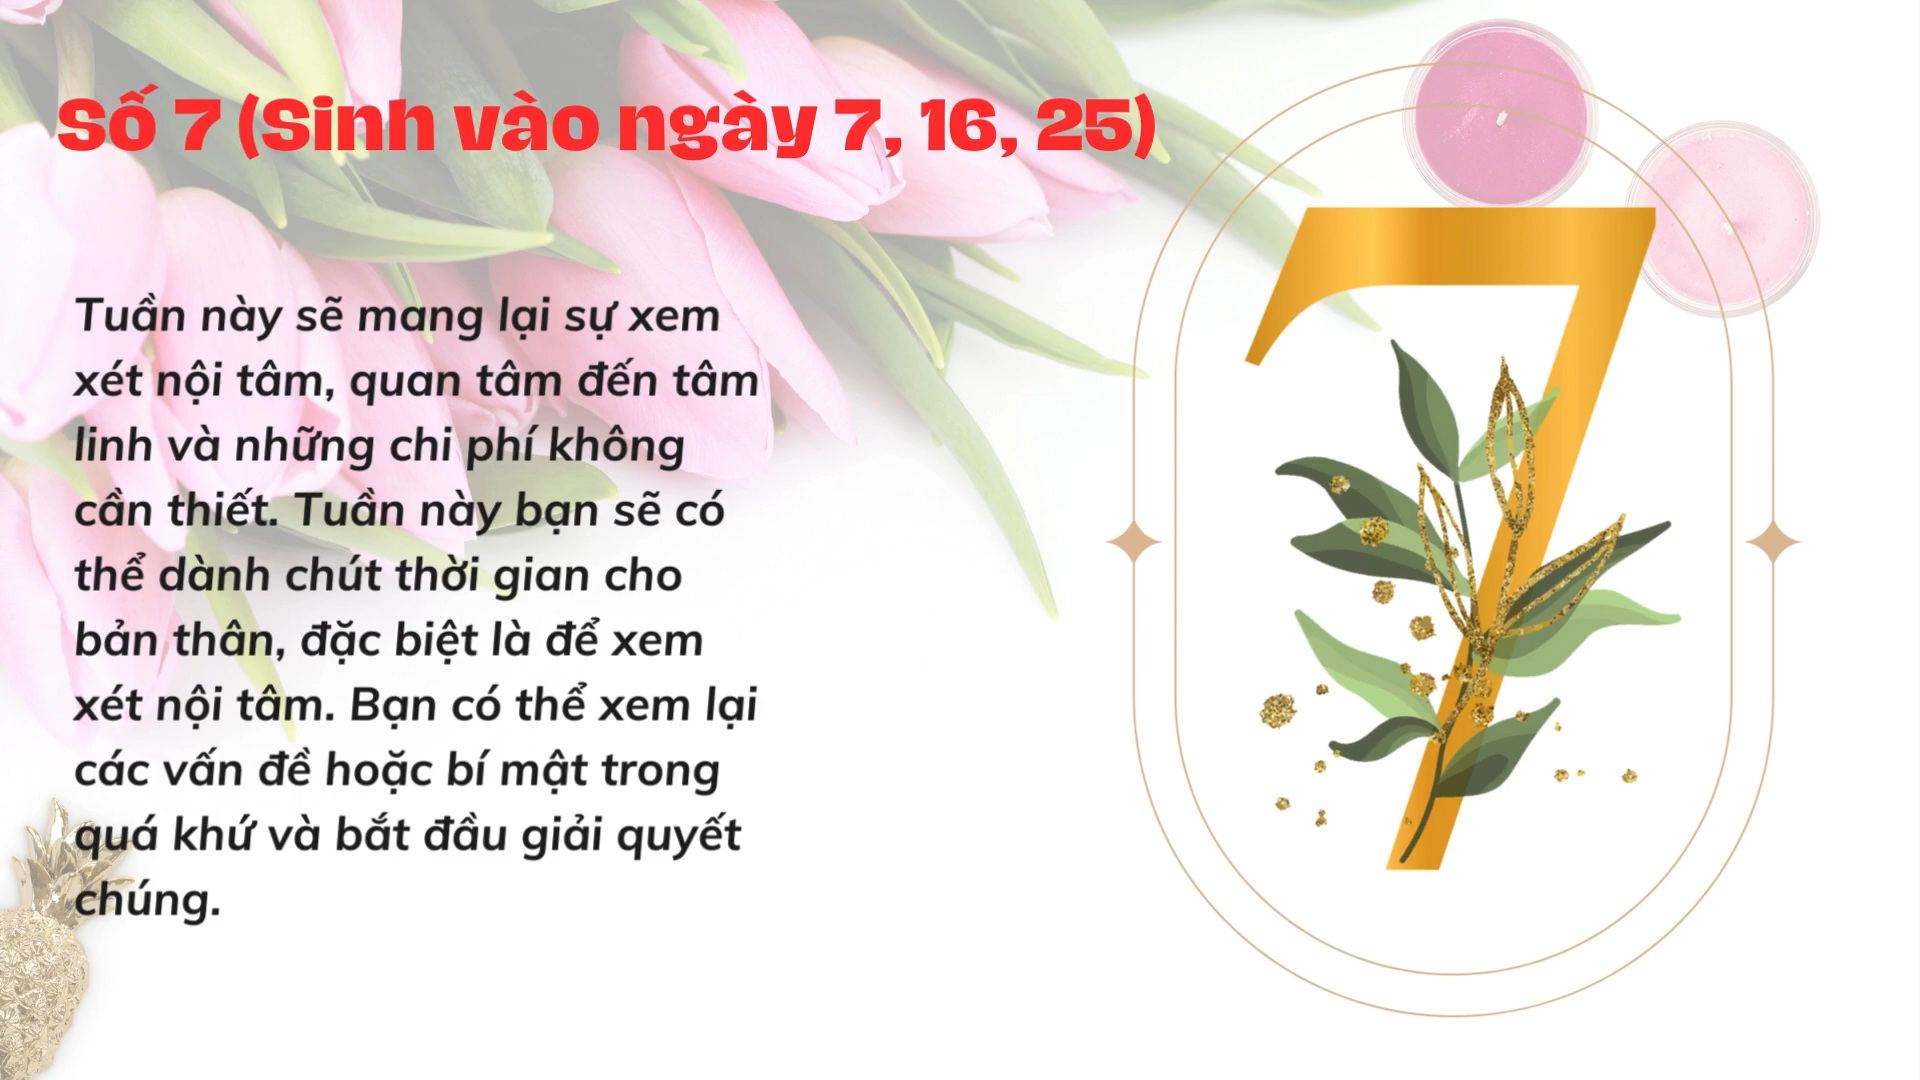 Số 7 (Sinh vào ngày 7, 16, 25)
Tuần này sẽ mang lại sự xem
xét nội tâm, quan tâm đến tâm
linh và những chi phí không
cần thiết. Tuần này bạn sẽ có
thể dành chút thời gian cho
bản thân, đặc biệt là để xem
xét nội tâm. Bạn có thể xem lại
các vấn đề hoặc bí mật trong
quá khứ và bắt đầu giải quyết
chúng.
7